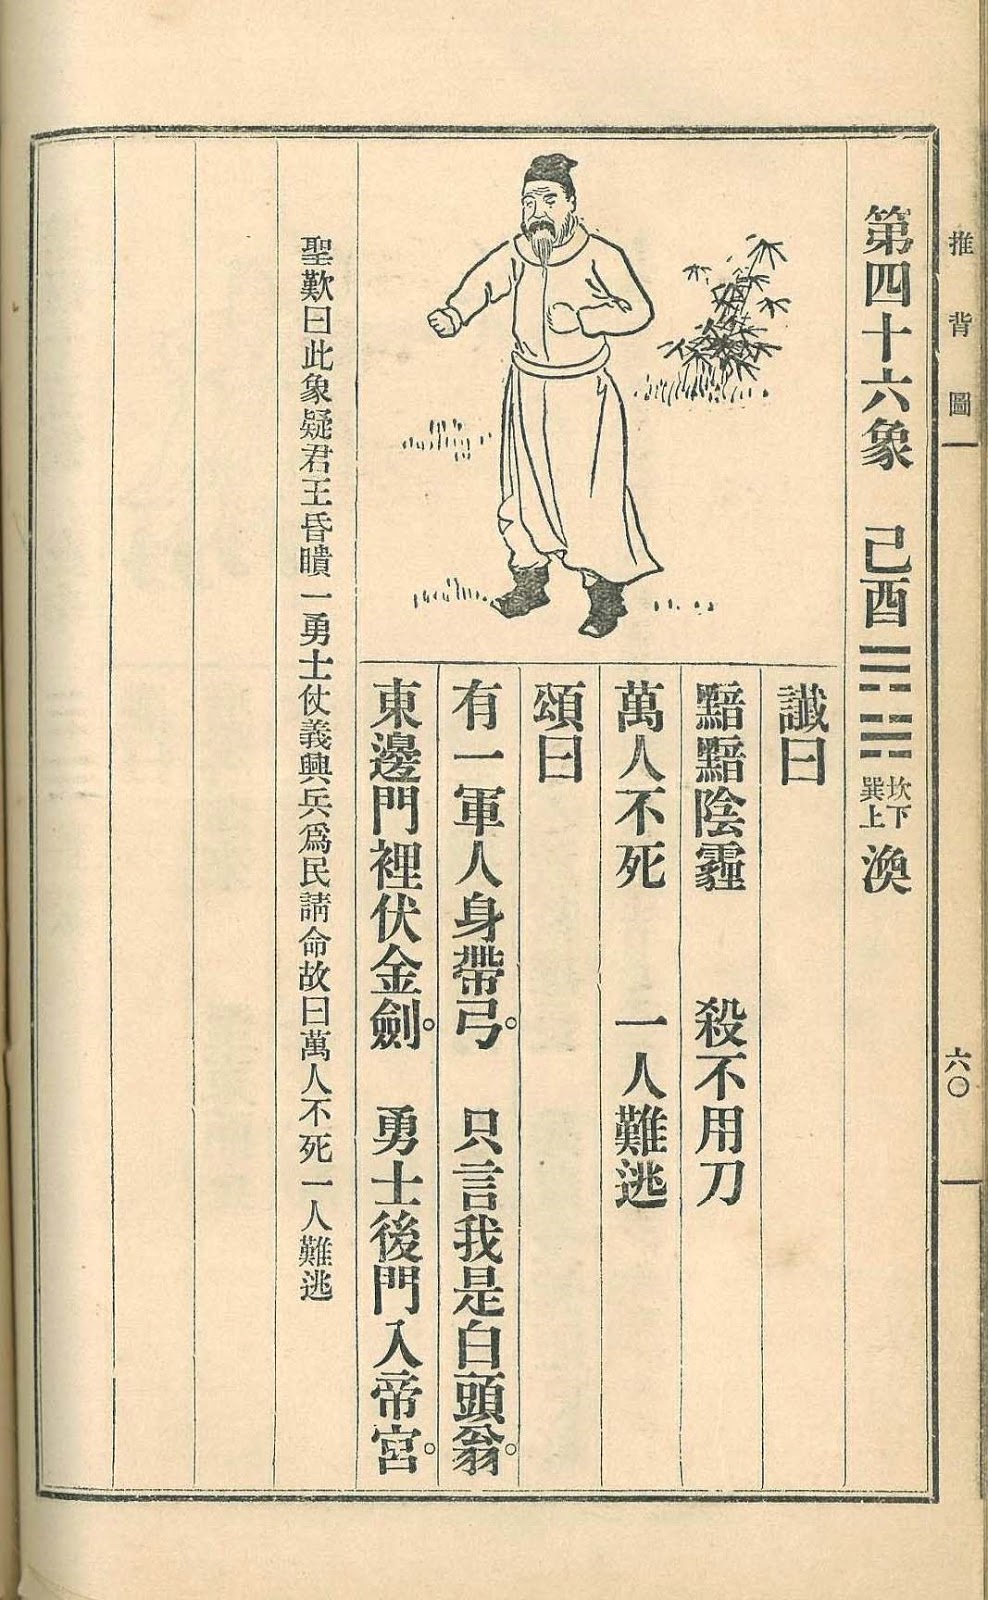 推背圖
六〇
第四十六象 己酉 坎下巽上 渙
讖曰
黯黯陰霾 殺不用刀
萬人不死 一人難逃
頌曰
有一軍人身帶弓。只言我是白頭翁。
東邊門裡伏金劍。勇士後門入帝宮。
聖歎曰此象疑君王昏瞶一勇士仗義興兵爲民請命故曰萬人不死一人難逃